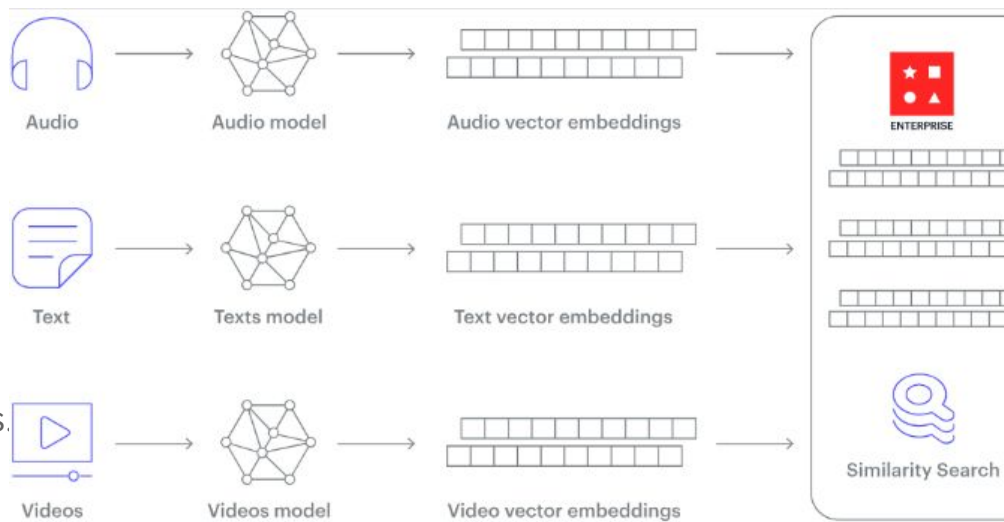 Audio
Audio model
Audio vector embeddings
ENTERPRISE
Text
Texts model
Text vector embeddings
s.
Videos
Videos model
Video vector embeddings
Similarity Search